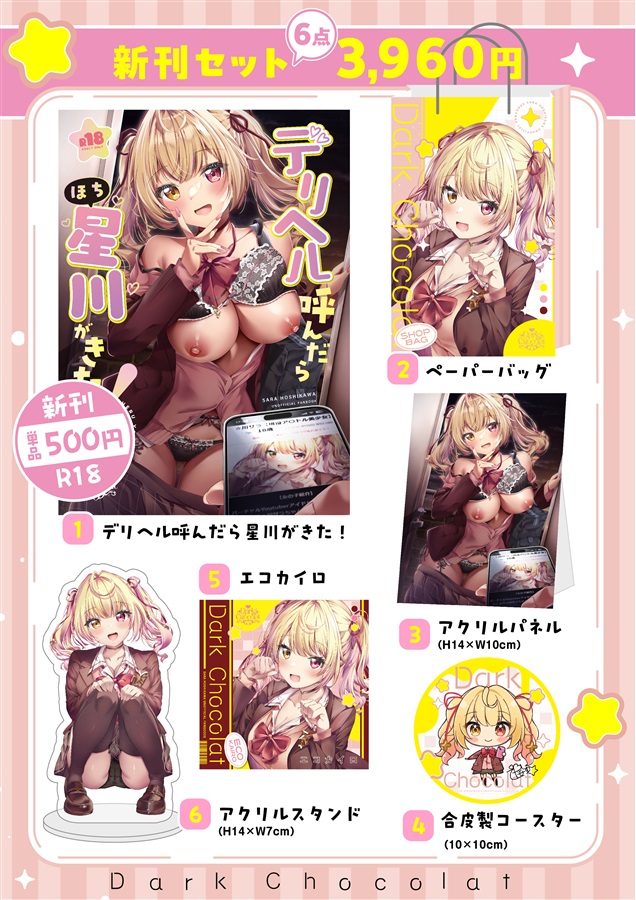 新刊セット
6点
3,960円
R18
デリヘル呼んだら
ほち
星川がきた!
SARA HOSHINAWA
UNOFFICIAL FANBOOK
新刊
単品
500円
R18
1 デリヘル呼んだら星川がきた!
Dark Chocolat
SHOP
BAG
2 ペーパーバッグ
3 アクリルパネル
(H14×W10cm)
5 エコカイロ
Dark Chocolat
6 アクリルスタンド
(H14×W7cm)
Dark
Chocolat
4 合皮製コースター
(10×10cm)
Dark Chocolat